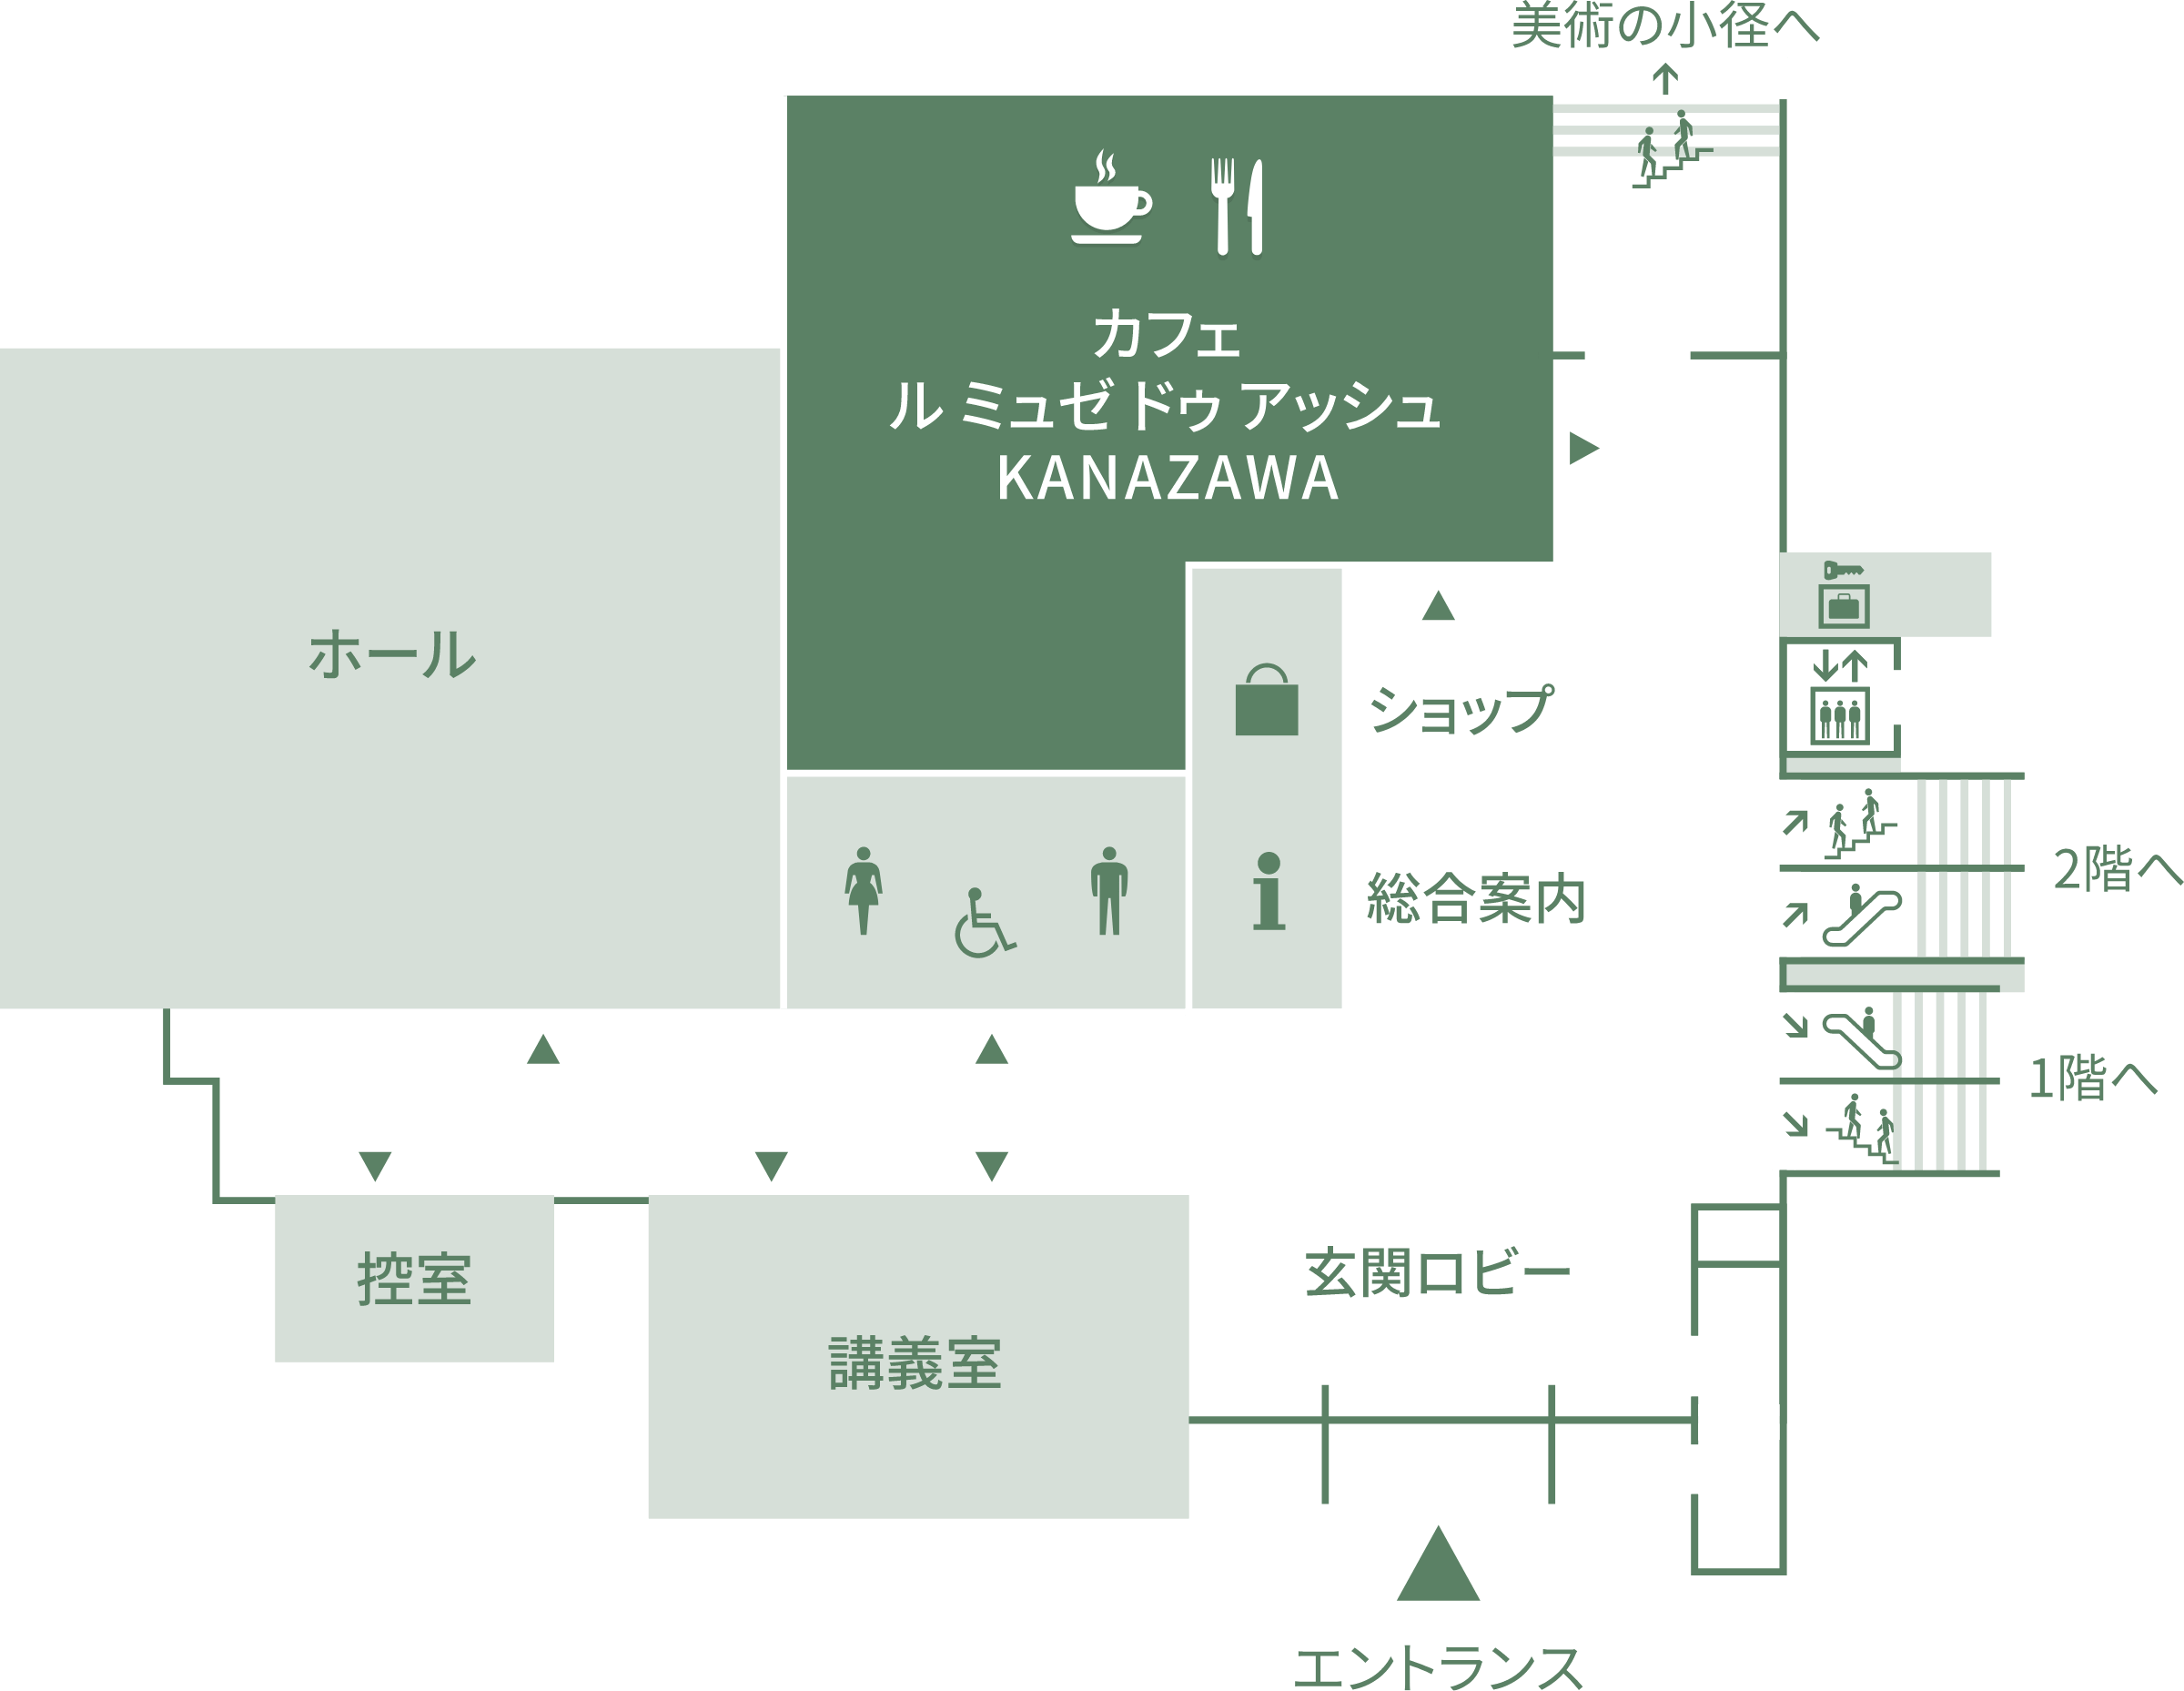 美術の小径へ
カフェ
ル ミュゼ ドゥ アッシュ
KANAZAWA
ホール
ショップ
総合案内
2階へ
1階へ
控室
講義室
玄関ロビー
エントランス